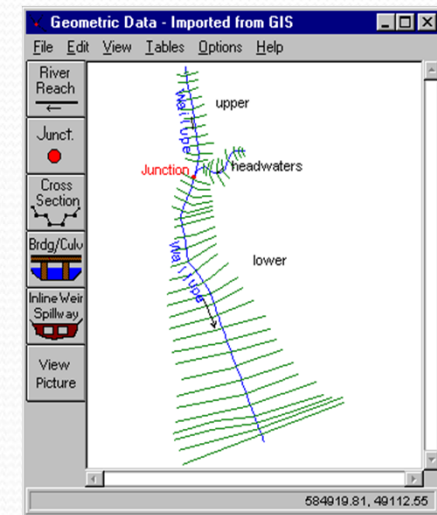 Geometric Data - Imported from GIS
File Edit View Tables Options Help
River
Reach
Junct.
Cross
Section
Brdg/Culv
Inline Weir
Spillway
View
Picture
upper
Junction
headwaters
lower
584919.81, 49112.55